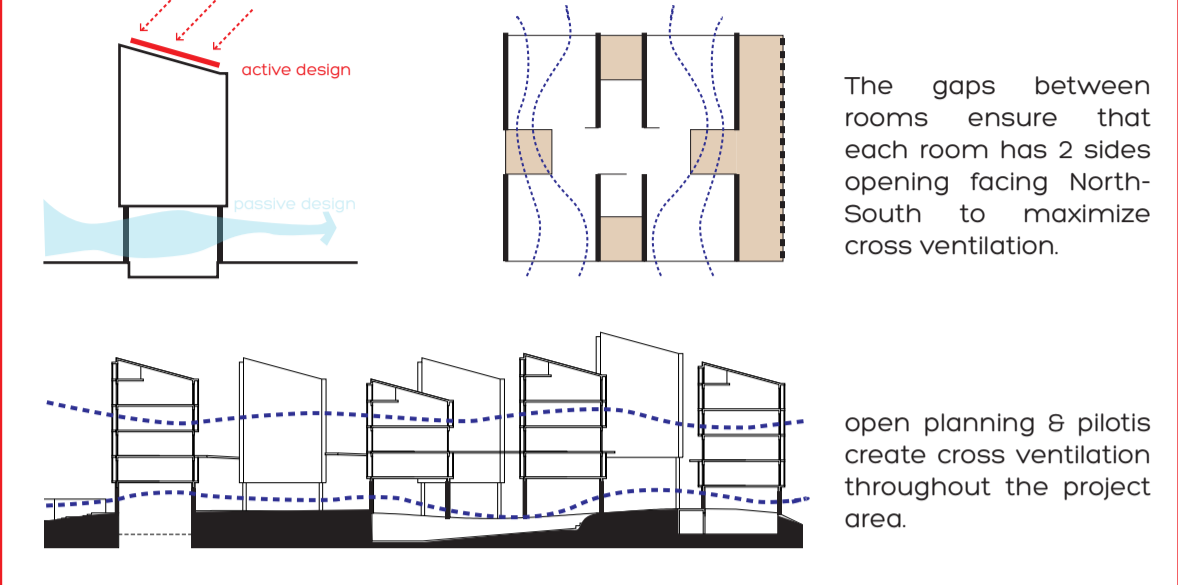 active design
passive design
The gaps between
rooms ensure that
each room has 2 sides
opening facing North-
South to maximize
cross ventilation.
open planning & pilotis
create cross ventilation
throughout the project
area.